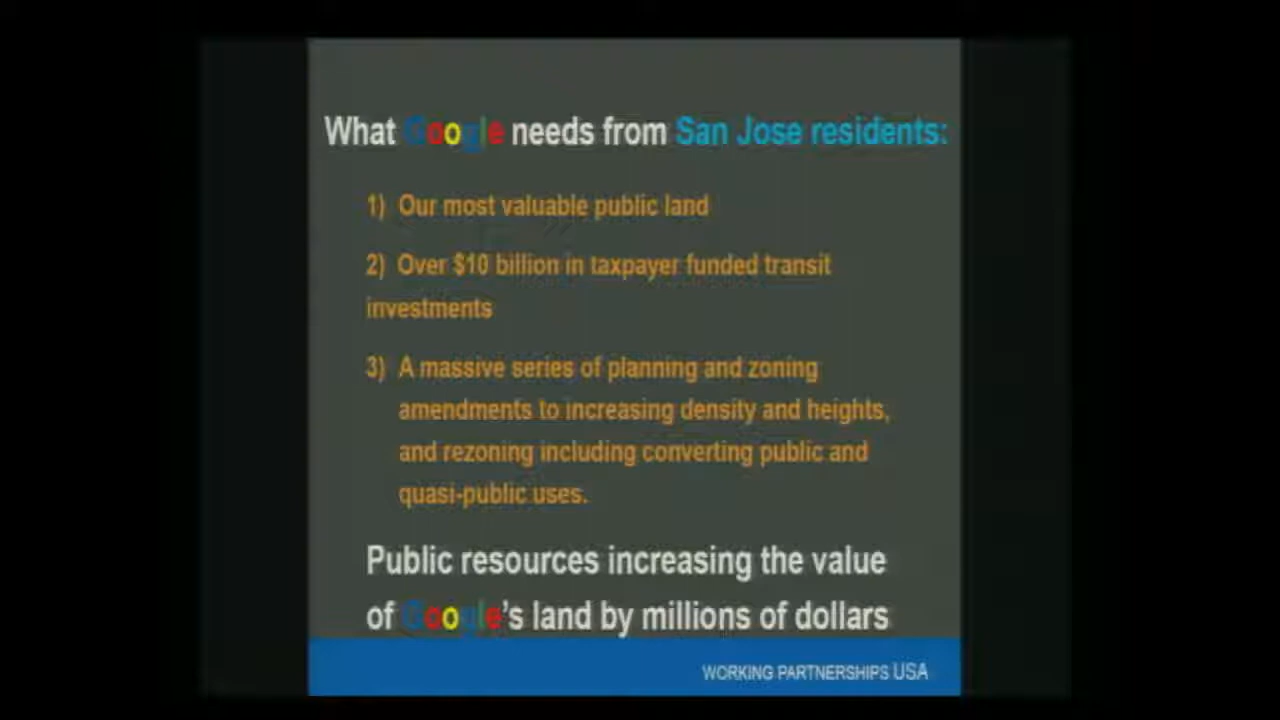 What Google needs from San Jose residents:
1) Our most valuable public land
2) Over $10 billion in taxpayer funded transit
investments
3) A massive series of planning and zoning
amendments to increasing density and heights,
and rezoning including converting public and
quasi-public uses.
Public resources increasing the value
of Google's land by millions of dollars
WORKING PARTNERSHIPS USA